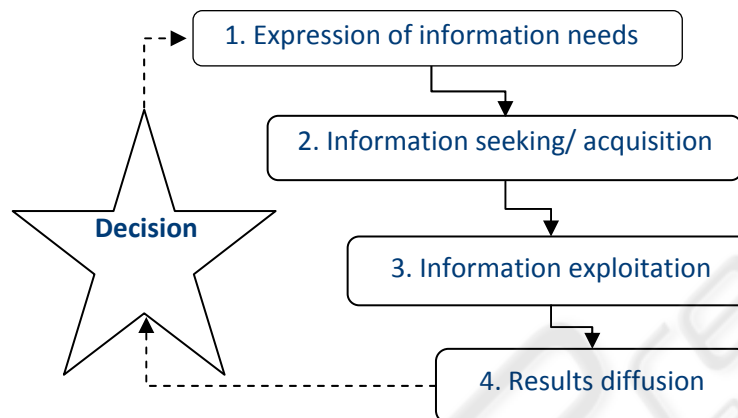 1. Expression of information needs
2. Information seeking/ acquisition
Decision
3. Information exploitation
4. Results diffusion